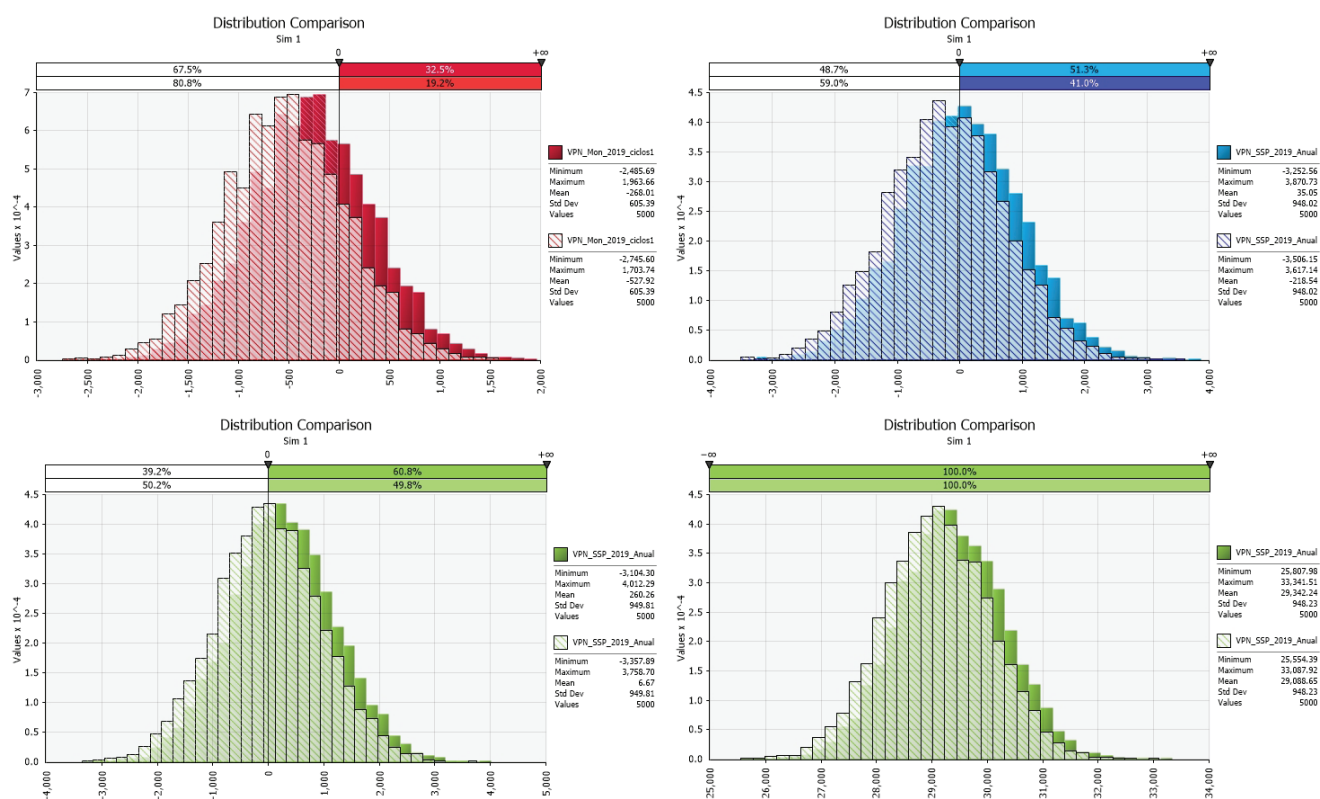 Distribution Comparison
Sim 1
0 +∞
67.5% 32.5%
80.8% 19.2%
7
6
5
4
3
2
1
0
Values x 10^-4
-3,000 -2,500 -2,000 -1,500 -1,000 -500 0 500 1,000 1,500 2,000
VPN_Mon_2019_ciclos1
Minimum -2,485.69
Maximum 1,963.66
Mean -268.01
Std Dev 605.39
Values 5000
VPN_Mon_2019_ciclos1
Minimum -2,745.60
Maximum 1,703.74
Mean -527.92
Std Dev 605.39
Values 5000
Distribution Comparison
Sim 1
0 +∞
48.7% 51.3%
59.0% 41.0%
4.5
4.0
3.5
3.0
2.5
2.0
1.5
1.0
0.5
0.0
Values x 10^-4
-4,000 -3,000 -2,000 -1,000 0 1,000 2,000 3,000 4,000
VPN_SSP_2019_Anual
Minimum -3,252.56
Maximum 3,870.73
Mean 35.05
Std Dev 948.02
Values 5000
VPN_SSP_2019_Anual
Minimum -3,506.15
Maximum 3,617.14
Mean -218.54
Std Dev 948.02
Values 5000
Distribution Comparison
Sim 1
0 +∞
39.2% 60.8%
50.2% 49.8%
4.5
4.0
3.5
3.0
2.5
2.0
1.5
1.0
0.5
0.0
Values x 10^-4
-4,000 -3,000 -2,000 -1,000 0 1,000 2,000 3,000 4,000 5,000
VPN_SSP_2019_Anual
Minimum -3,104.30
Maximum 4,012.29
Mean 260.26
Std Dev 949.81
Values 5000
VPN_SSP_2019_Anual
Minimum -3,357.89
Maximum 3,758.70
Mean 6.67
Std Dev 949.81
Values 5000
Distribution Comparison
Sim 1
−∞ +∞
100.0%
100.0%
4.5
4.0
3.5
3.0
2.5
2.0
1.5
1.0
0.5
0.0
Values x 10^-4
25,000 26,000 27,000 28,000 29,000 30,000 31,000 32,000 33,000 34,000
VPN_SSP_2019_Anual
Minimum 25,807.98
Maximum 33,341.51
Mean 29,342.24
Std Dev 948.23
Values 5000
VPN_SSP_2019_Anual
Minimum 25,554.39
Maximum 33,087.92
Mean 29,088.65
Std Dev 948.23
Values 5000